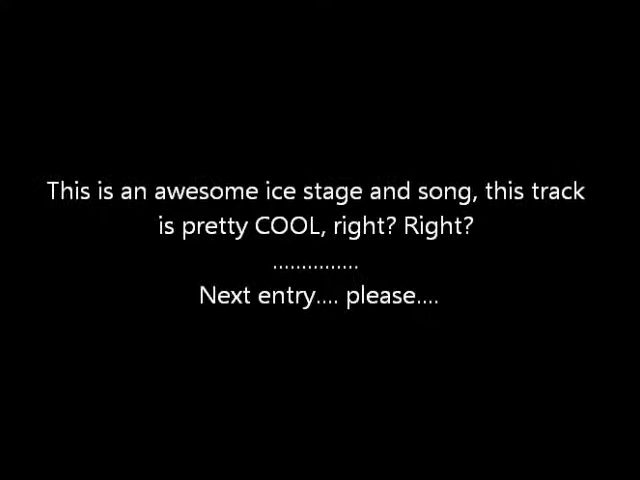 This is an awesome ice stage and song, this track
is pretty COOL, right? Right?
...............
Next entry.... please....